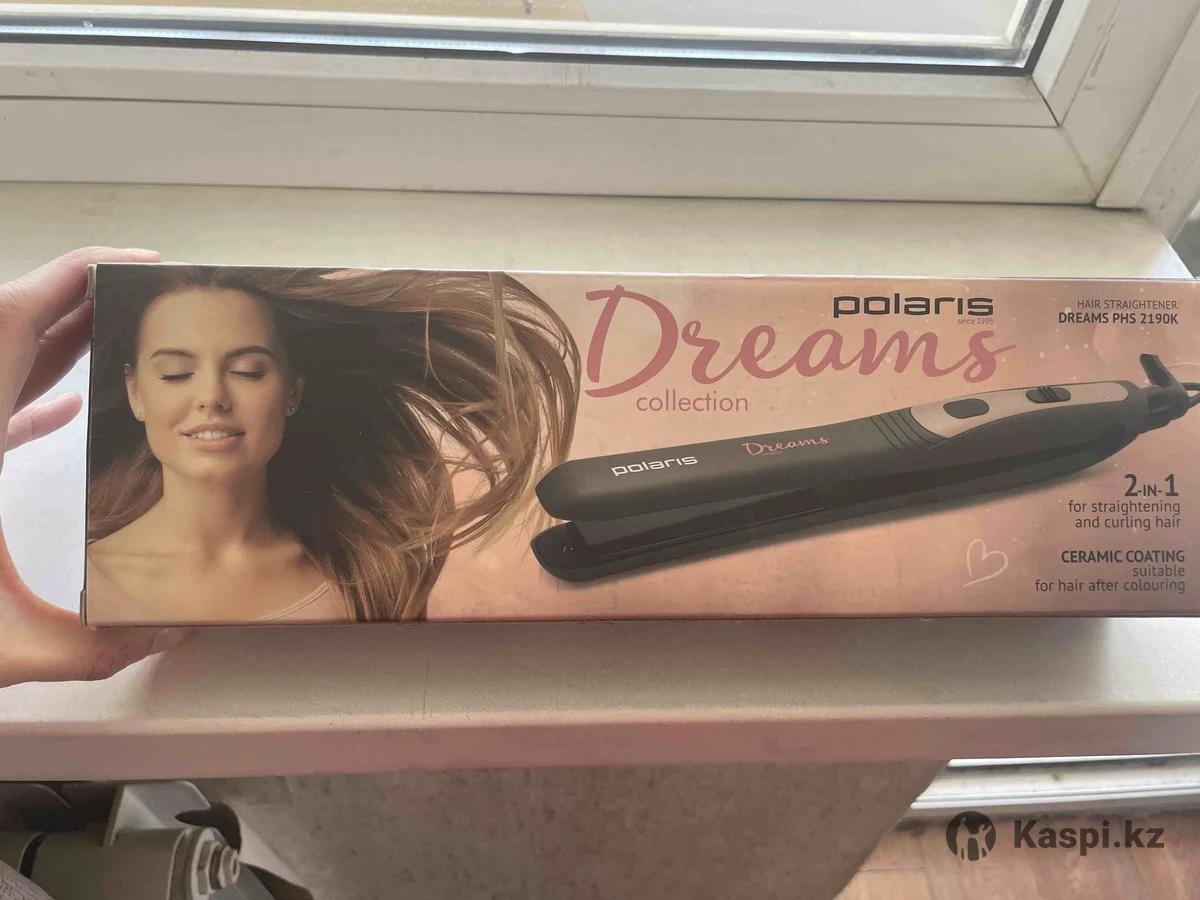 polaris
since 1995
Dreams
collection
HAIR STRAIGHTENER
DREAMS PHS 2190K
polaris Dreams
2-IN-1
for straightening
and curling hair
CERAMIC COATING
suitable
for hair after colouring
Kaspi.kz